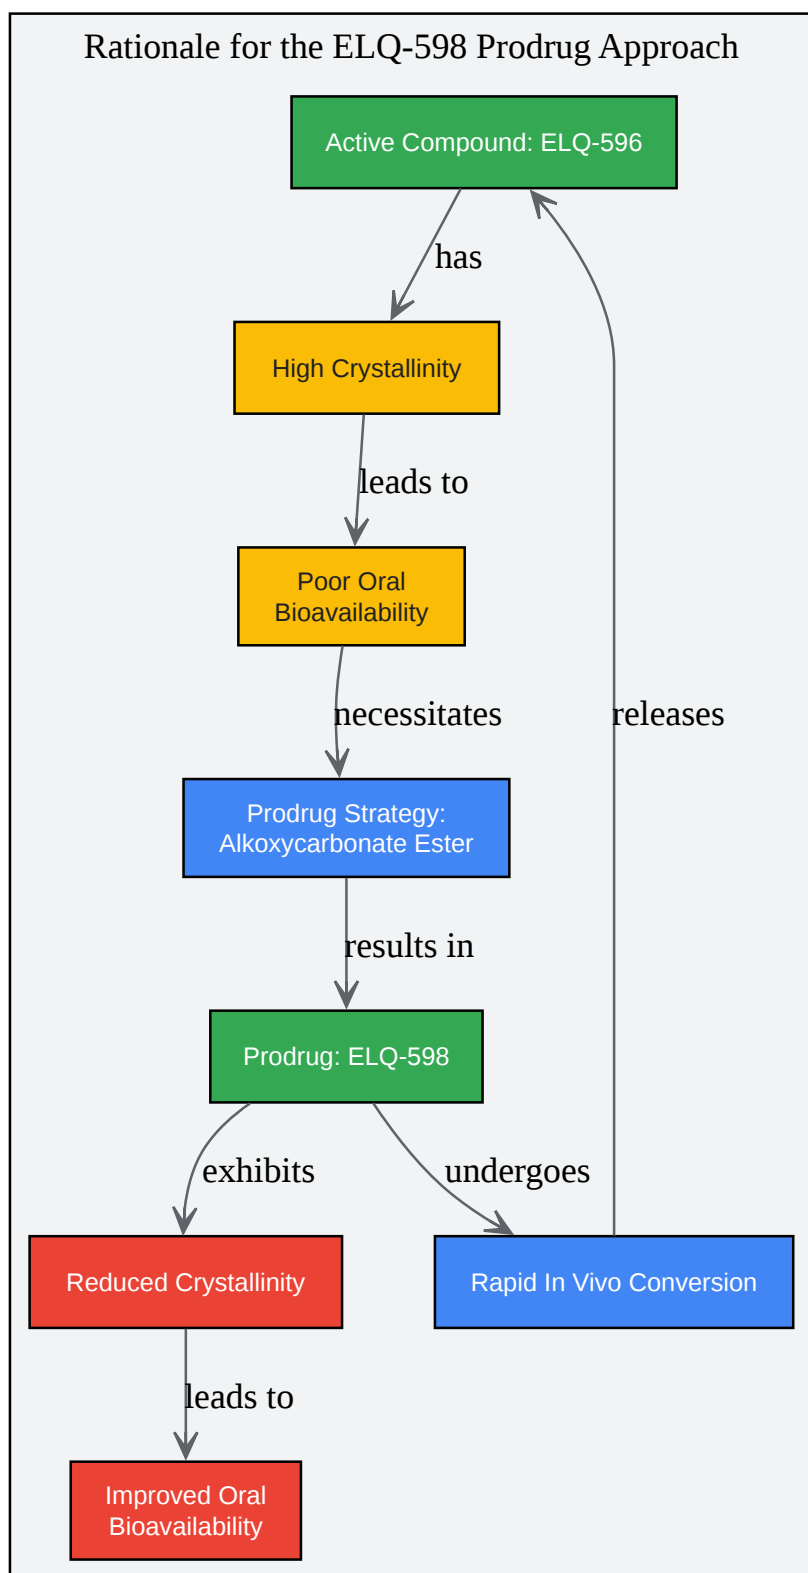 Rationale for the ELQ-598 Prodrug Approach
Active Compound: ELQ-596
has
High Crystallinity
leads to
Poor Oral
Bioavailability
necessitates
releases
Prodrug Strategy:
Alkoxycarbonate Ester
results in
Prodrug: ELQ-598
exhibits
undergoes
Reduced Crystallinity
Rapid In Vivo Conversion
leads to
Improved Oral
Bioavailability